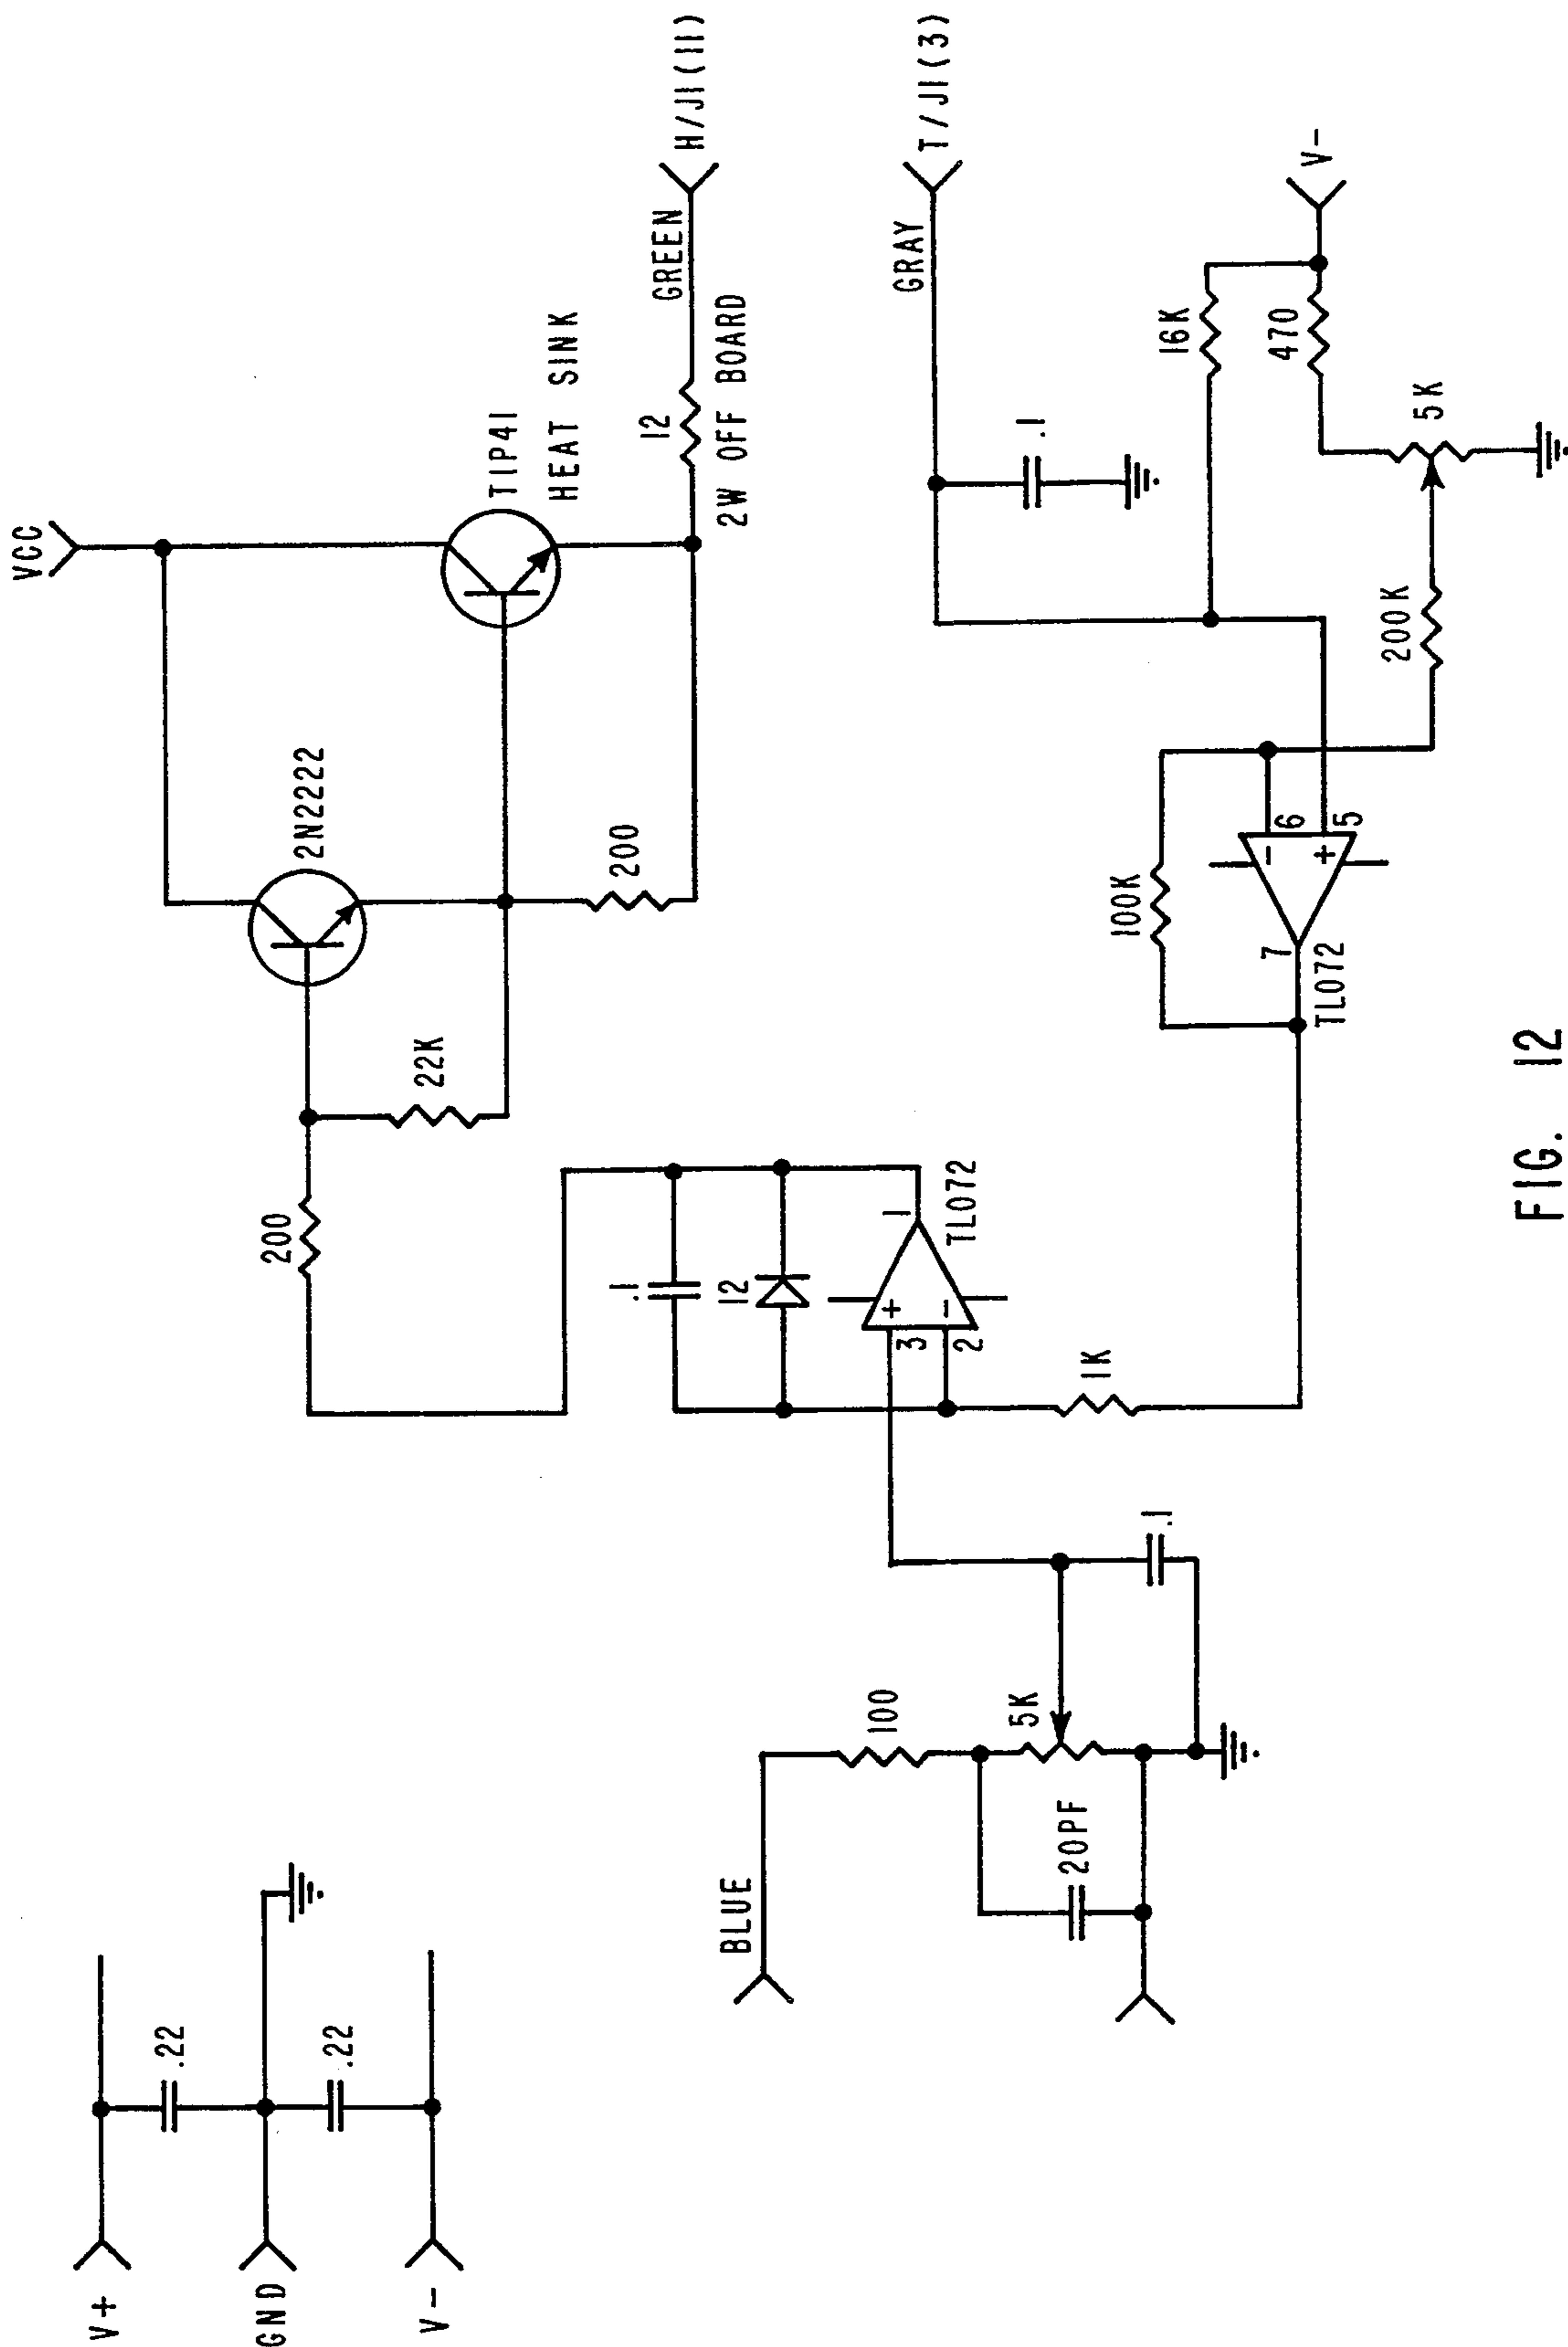 V+
.22
GND
.22
V-
VCC
2N2222
TIP41
HEAT SINK
200
22K
200
12
GREEN
H/J1(11)
2W OFF BOARD
BLUE
100
5K
20PF
.1
.1
12
3
1
2
TL072
1K
GRAY
T/J1(3)
.1
16K
V-
470
5K
200K
100K
6
5
7
TL072
FIG. 12